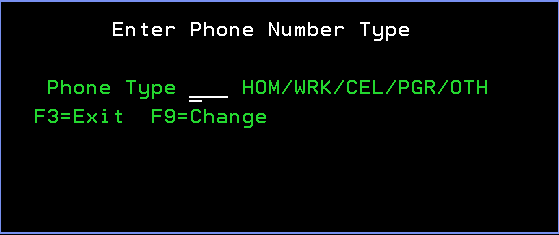 Enter Phone Number Type
Phone Type ___ HOM/WRK/CEL/PGR/OTH
F3=Exit  F9=Change